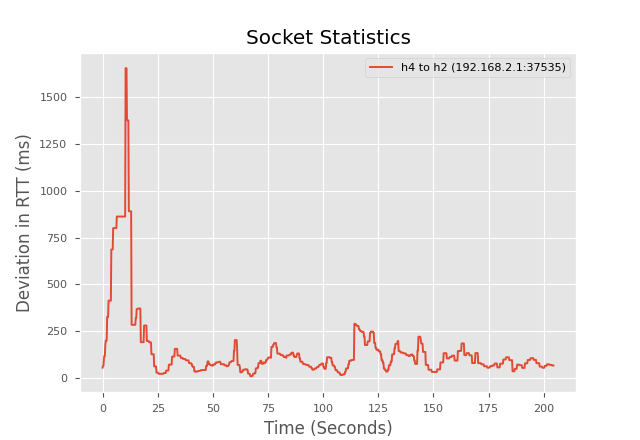 Socket Statistics
h4 to h2 (192.168.2.1:37535)
Deviation in RTT (ms)
1500
1250
1000
750
500
250
0
0 25 50 75 100 125 150 175 200
Time (Seconds)